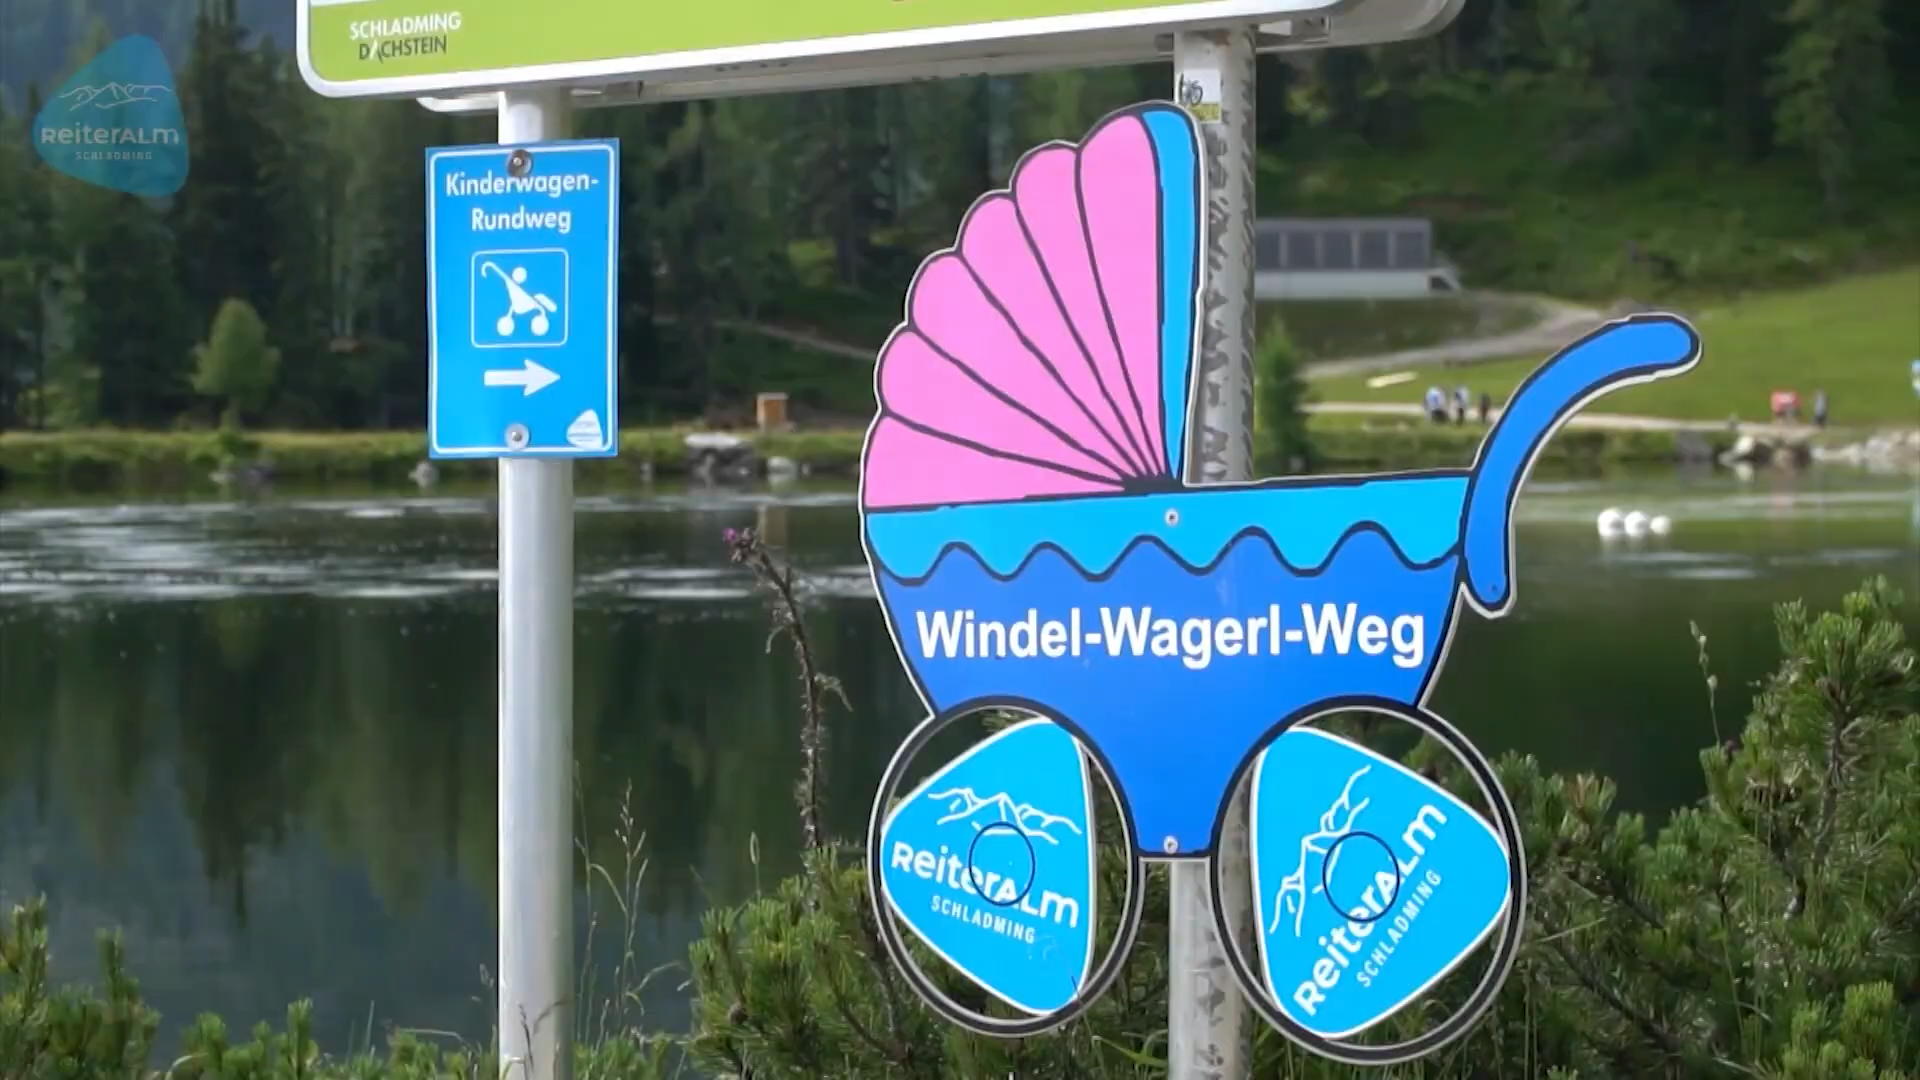 SCHLADMING
DACHSTEIN
ReiterALm
SCHLADMING
Kinderwagen-
Rundweg
Windel-Wagerl-Weg
ReiterALm
SCHLADMING
ReiterALm
SCHLADMING